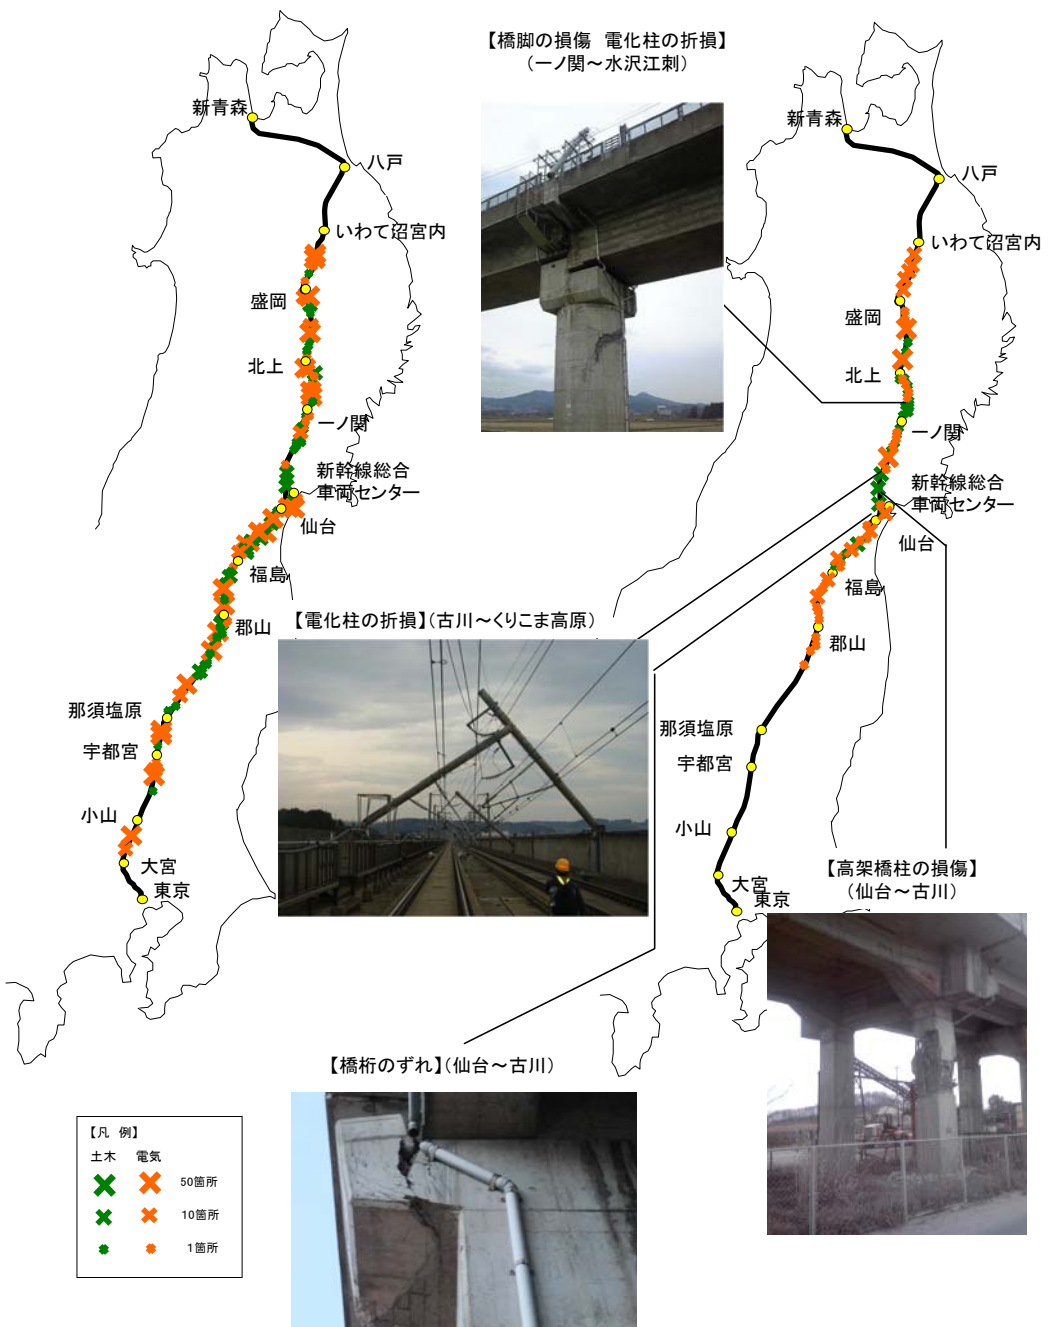 新青森
八戸
いわて沼宮内
盛岡
北上
一ノ関
新幹線総合
車両センター
仙台
福島
郡山
那須塩原
宇都宮
小山
大宮
東京
【橋脚の損傷 電化柱の折損】
（一ノ関～水沢江刺）
新青森
八戸
いわて沼宮内
盛岡
北上
一ノ関
新幹線総合
車両センター
仙台
福島
郡山
那須塩原
宇都宮
小山
大宮
東京
【電化柱の折損】（古川～くりこま高原）
【高架橋柱の損傷】
（仙台～古川）
【橋桁のずれ】（仙台～古川）
【凡 例】
土木 電気
50箇所
10箇所
1箇所